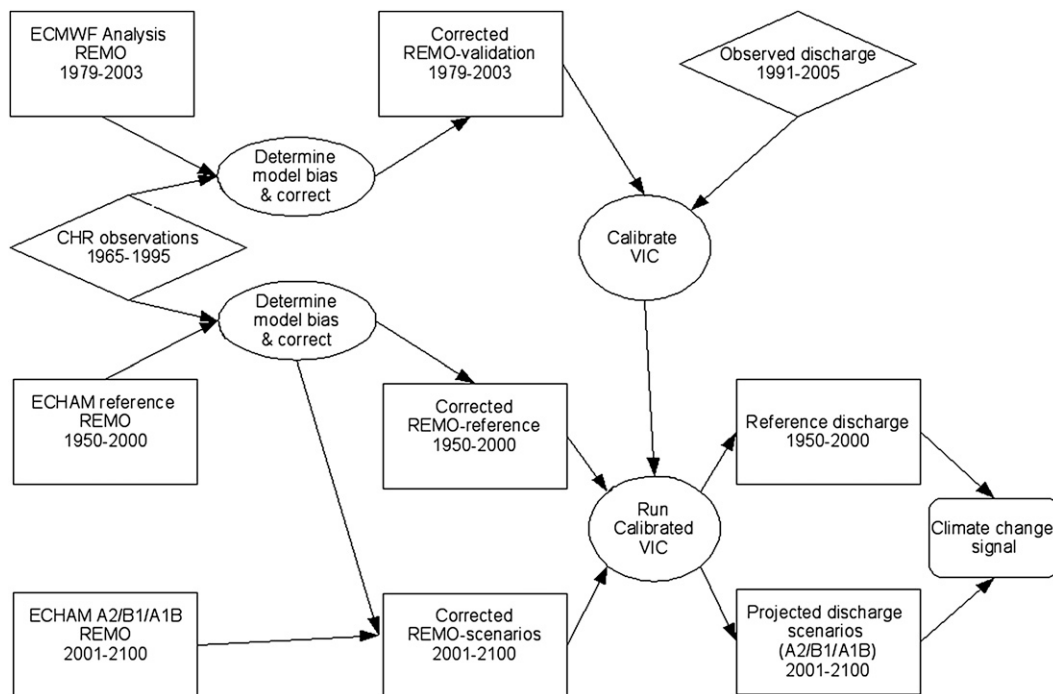 ECMWF Analysis
REMO
1979-2003
Corrected
REMO-validation
1979-2003
Observed discharge
1991-2005
Determine
model bias
& correct
CHR observations
1965-1995
Calibrate
VIC
Determine
model bias
& correct
ECHAM reference
REMO
1950-2000
Corrected
REMO-reference
1950-2000
Reference discharge
1950-2000
Run
Calibrated
VIC
Climate change
signal
ECHAM A2/B1/A1B
REMO
2001-2100
Corrected
REMO-scenarios
2001-2100
Projected discharge
scenarios
(A2/B1/A1B)
2001-2100